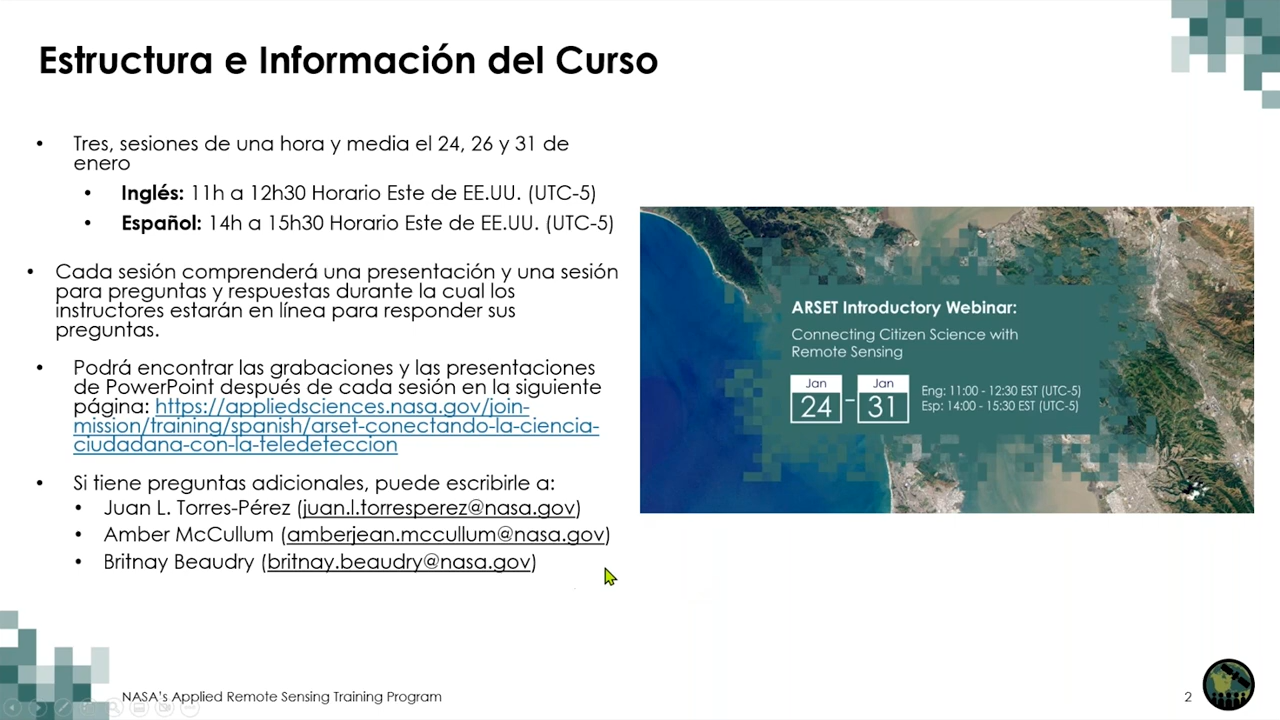 Estructura e Información del Curso
• Tres, sesiones de una hora y media el 24, 26 y 31 de
enero
• Inglés: 11h a 12h30 Horario Este de EE.UU. (UTC-5)
• Español: 14h a 15h30 Horario Este de EE.UU. (UTC-5)
• Cada sesión comprenderá una presentación y una sesión
para preguntas y respuestas durante la cual los
instructores estarán en línea para responder sus
preguntas.
• Podrá encontrar las grabaciones y las presentaciones
de PowerPoint después de cada sesión en la siguiente
página: https://appliedsciences.nasa.gov/join-
mission/training/spanish/arset-conectando-la-ciencia-
ciudadana-con-la-teledeteccion
• Si tiene preguntas adicionales, puede escribirle a:
• Juan L. Torres-Pérez (juan.l.torresperez@nasa.gov)
• Amber McCullum (amberjean.mccullum@nasa.gov)
• Britnay Beaudry (britnay.beaudry@nasa.gov)
ARSET Introductory Webinar:
Connecting Citizen Science with
Remote Sensing
Jan Jan
24 – 31
Eng: 11:00 - 12:30 EST (UTC-5)
Esp: 14:00 - 15:30 EST (UTC-5)
NASA's Applied Remote Sensing Training Program
2